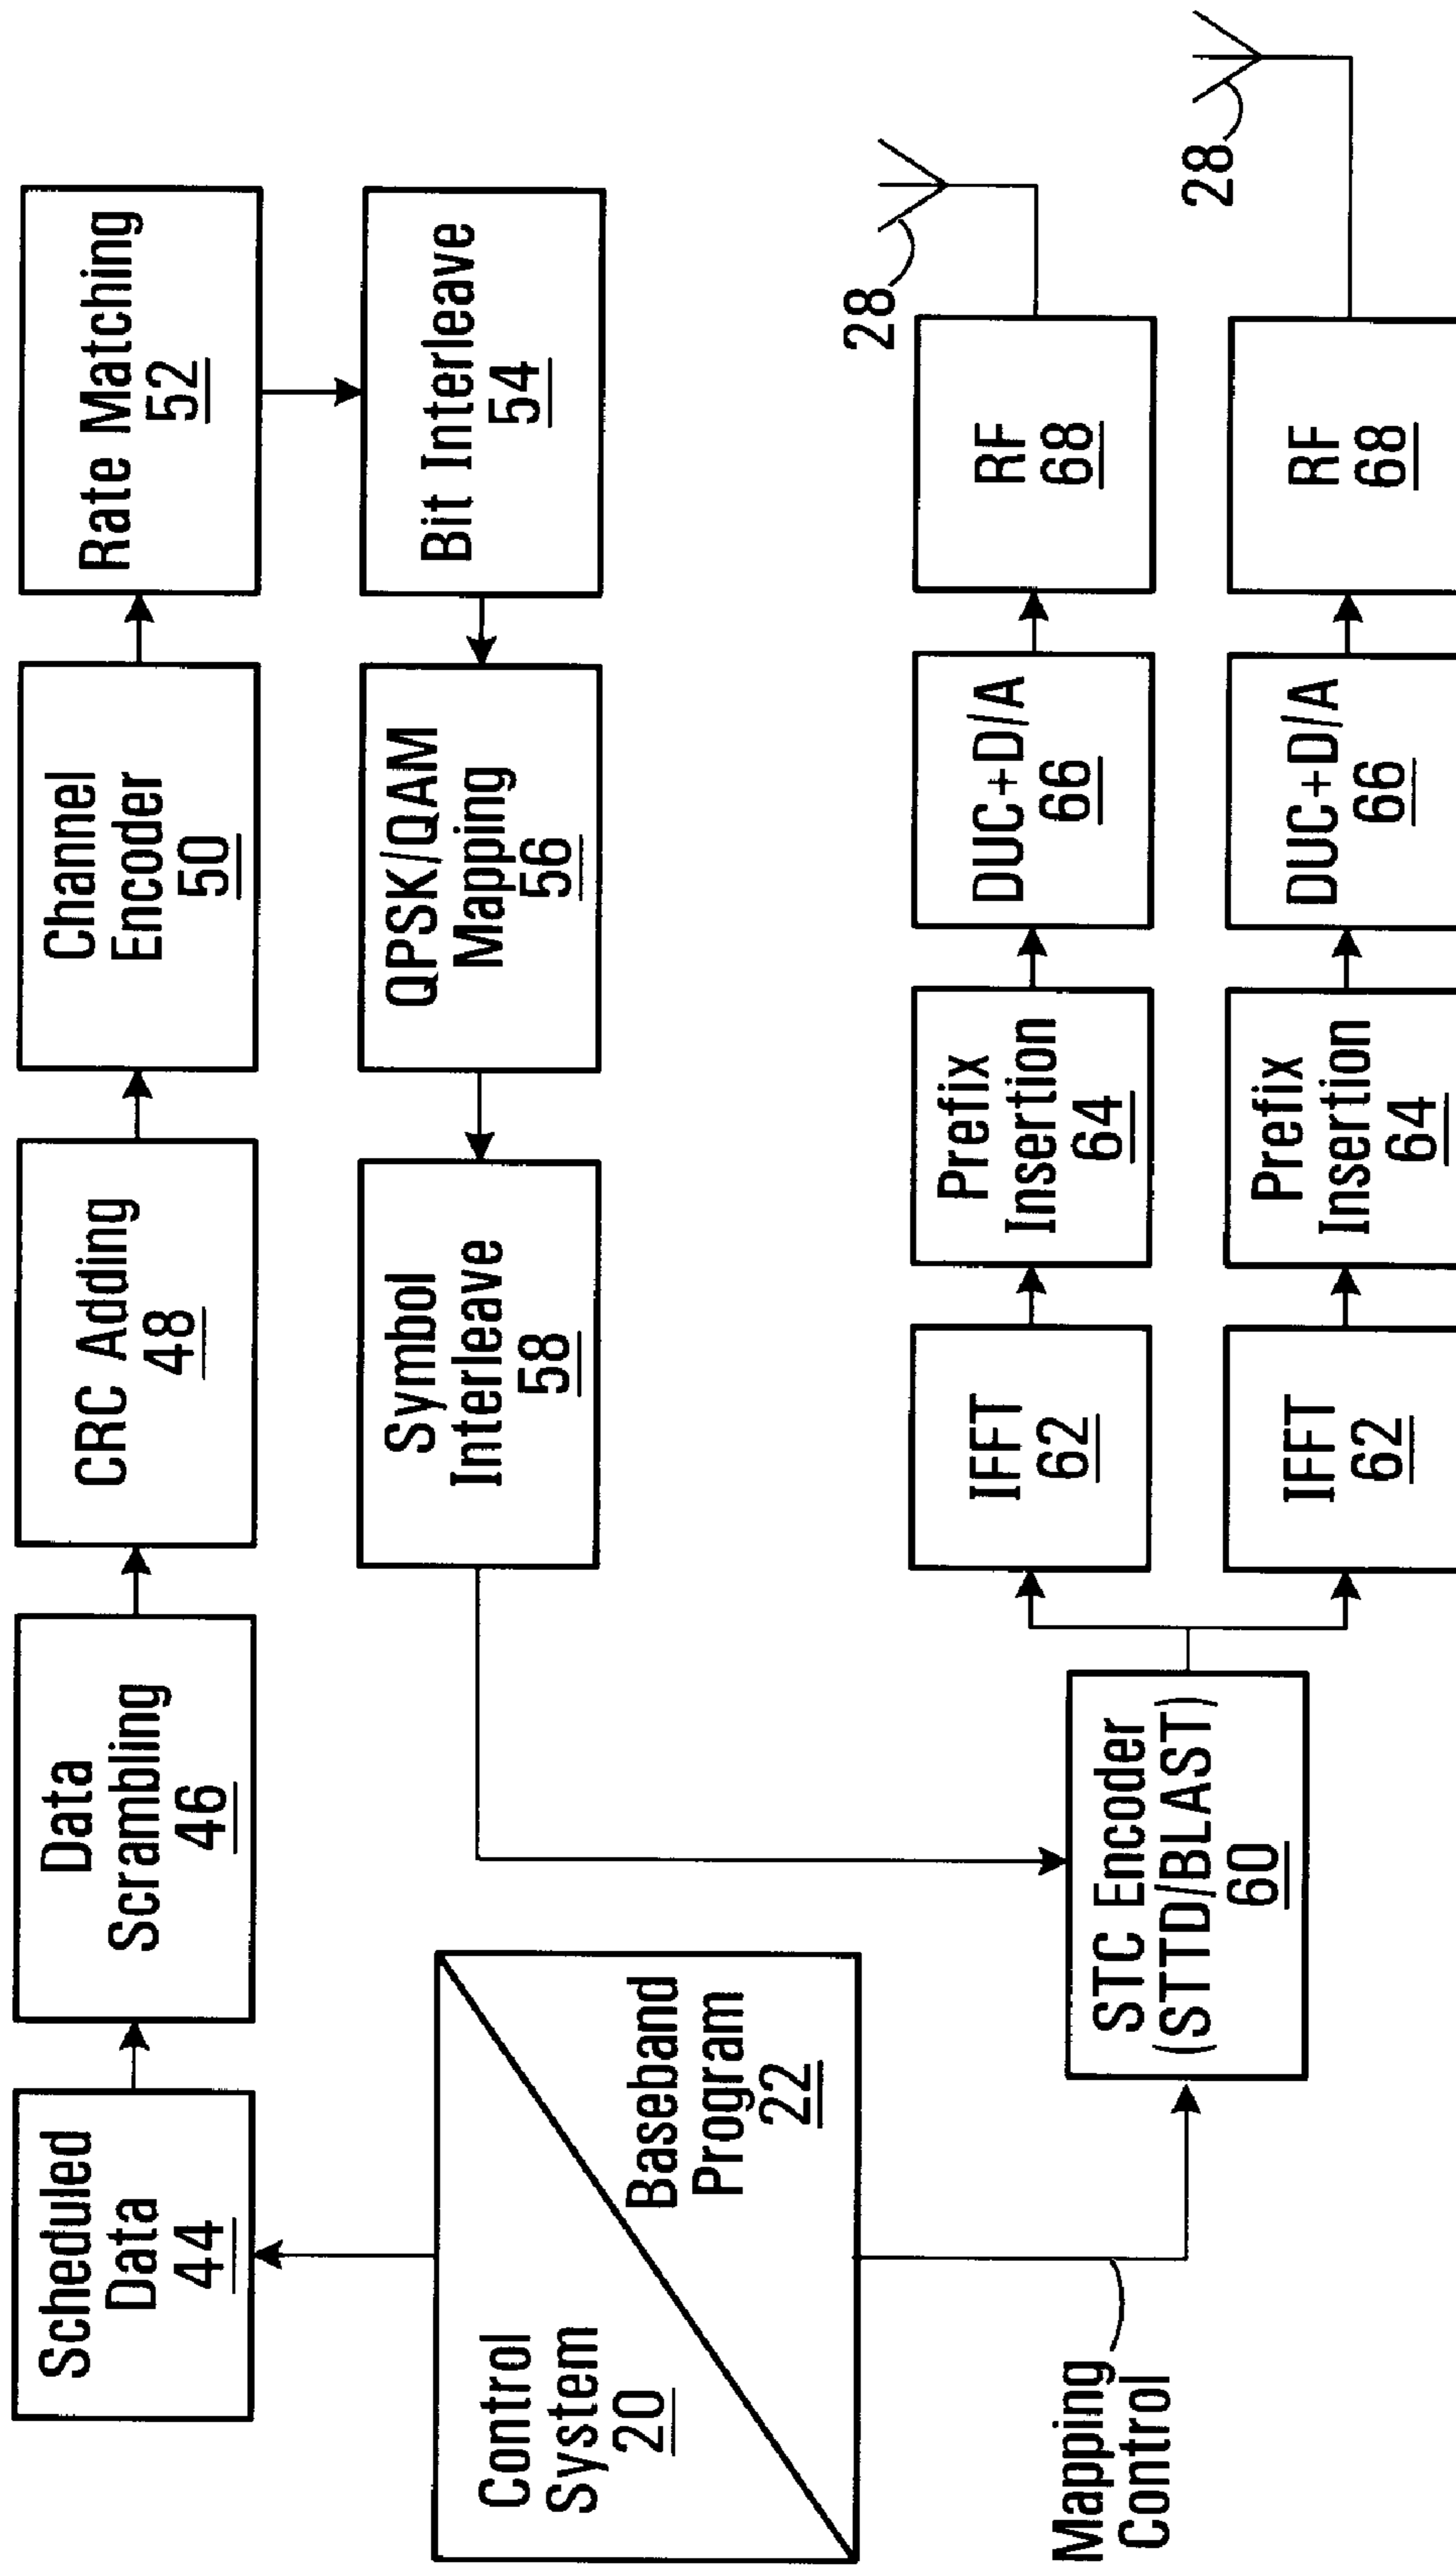 Scheduled
Data
44
Data
Scrambling
46
CRC Adding
48
Channel
Encoder
50
Rate Matching
52
Control
System
20
Baseband
Program
22
Symbol
Interleave
58
QPSK/QAM
Mapping
56
Bit Interleave
54
Mapping
Control
STC Encoder
(STTD/BLAST)
60
IFFT
62
Prefix
Insertion
64
DUC+D/A
66
RF
68
28
IFFT
62
Prefix
Insertion
64
DUC+D/A
66
RF
68
28